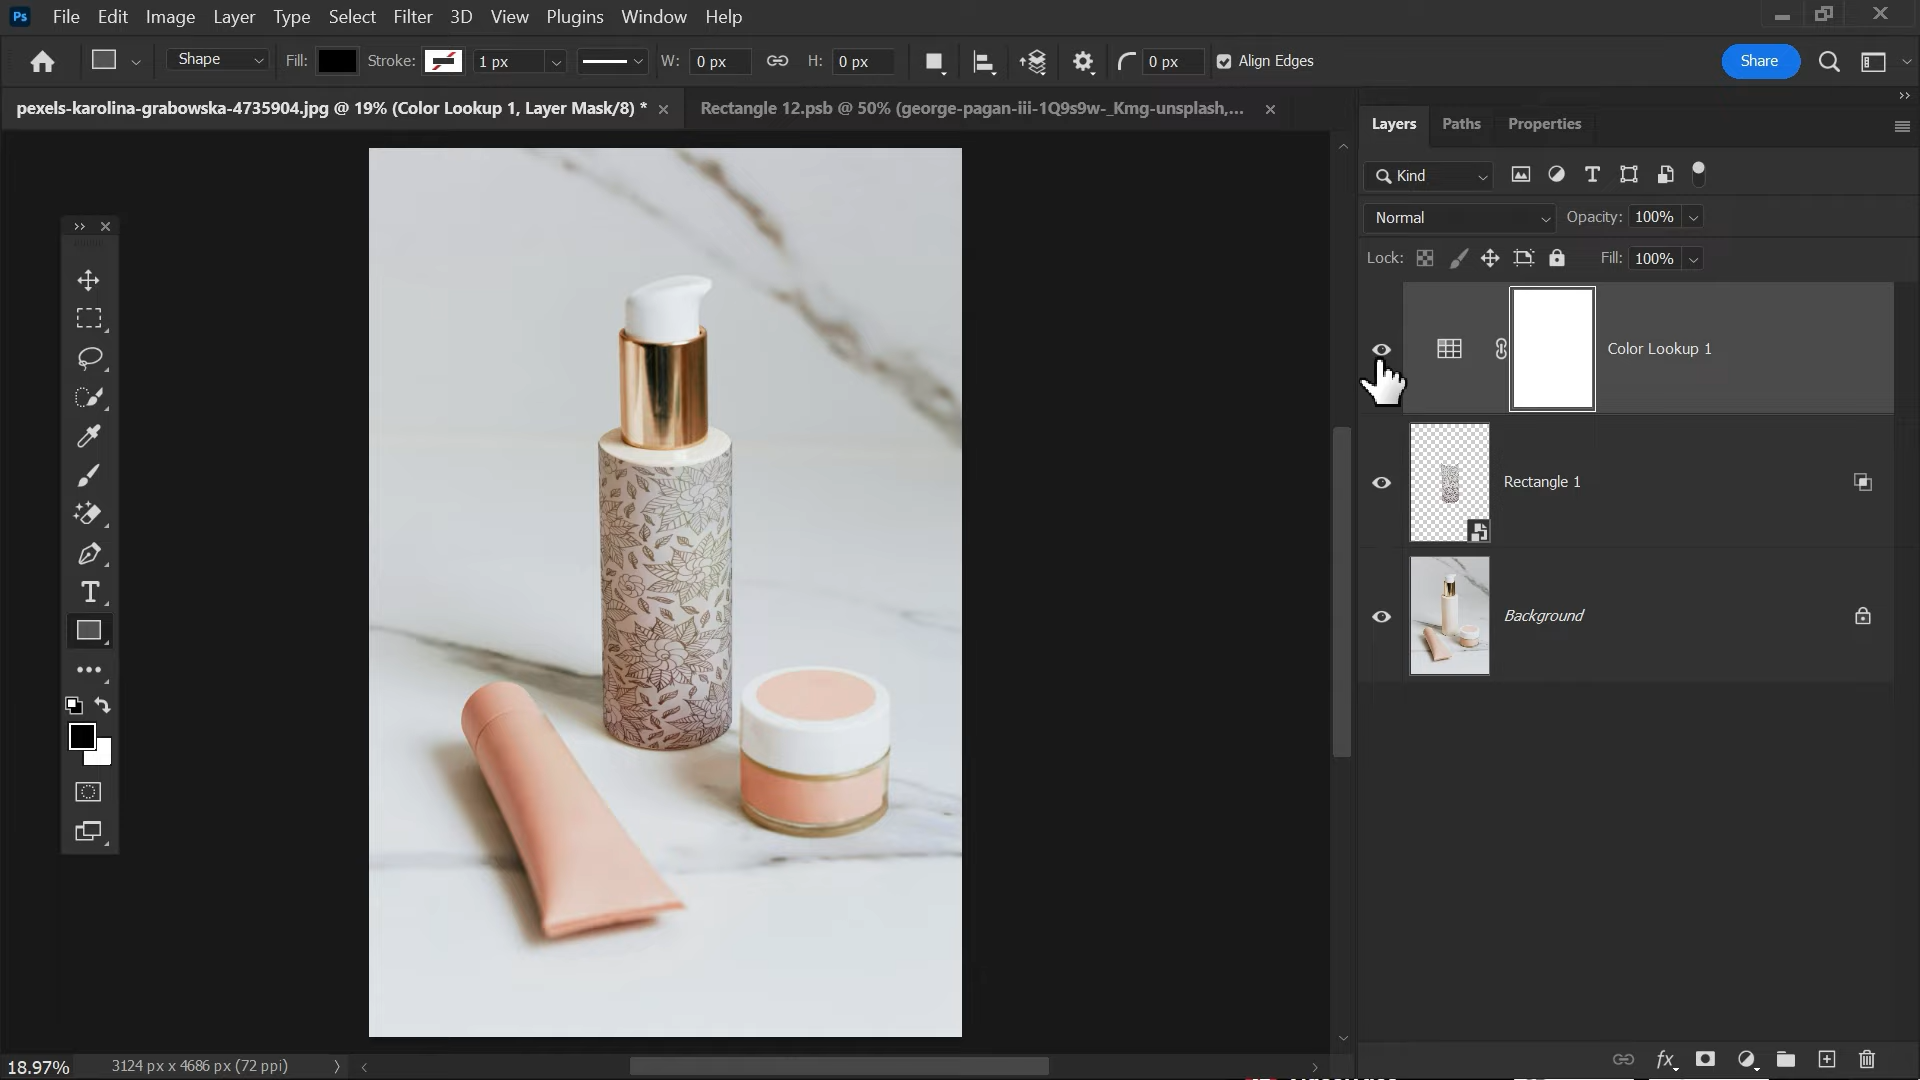 Ps File Edit Image Layer Type Select Filter 3D View Plugins Window Help
Shape Fill: Stroke: 1 px W: 0 px H: 0 px 0 px Align Edges Share
pexels-karolina-grabowska-4735904.jpg @ 19% (Color Lookup 1, Layer Mask/8) * Rectangle 12.psb @ 50% (george-pagan-iii-1Q9s9w-_Kmg-unsplash,...
Layers Paths Properties
Kind
Normal Opacity: 100%
Lock: Fill: 100%
Color Lookup 1
Rectangle 1
Background
18.97% 3124 px x 4686 px (72 ppi)